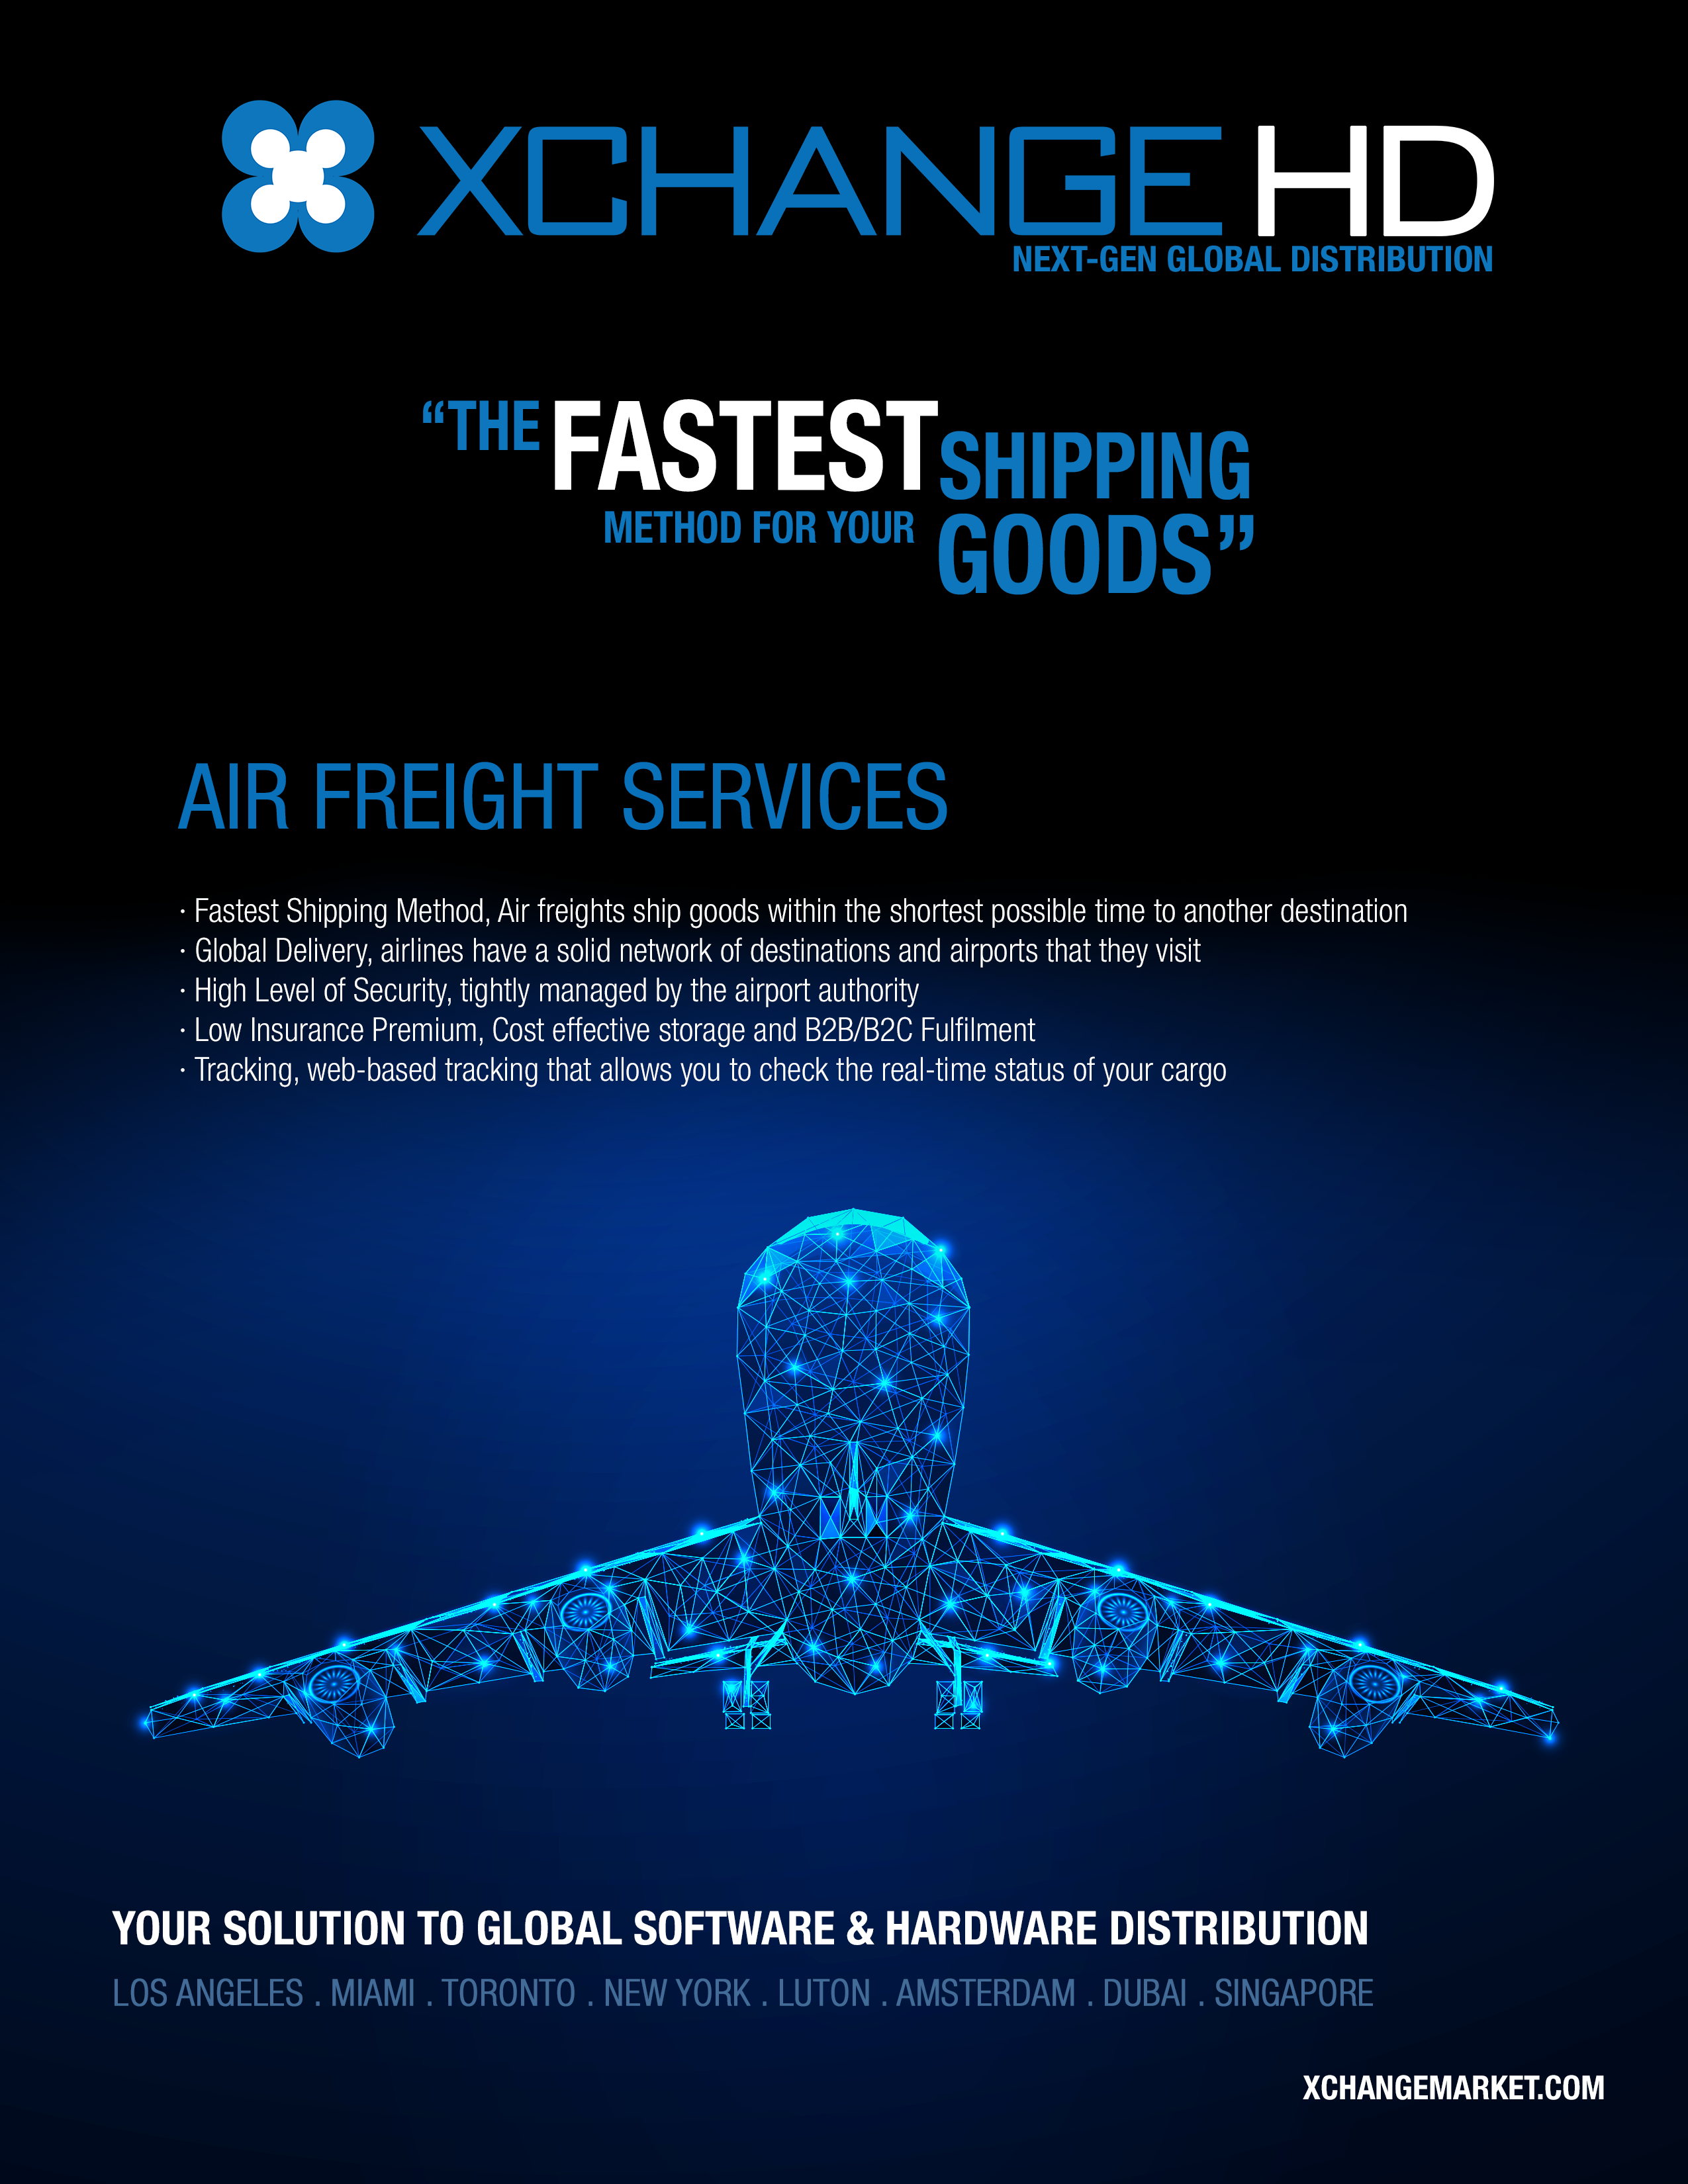 XCHANGE HD
NEXT-GEN GLOBAL DISTRIBUTION
“THE FASTEST SHIPPING
METHOD FOR YOUR GOODS”
AIR FREIGHT SERVICES
· Fastest Shipping Method, Air freights ship goods within the shortest possible time to another destination
· Global Delivery, airlines have a solid network of destinations and airports that they visit
· High Level of Security, tightly managed by the airport authority
· Low Insurance Premium, Cost effective storage and B2B/B2C Fulfilment
· Tracking, web-based tracking that allows you to check the real-time status of your cargo
YOUR SOLUTION TO GLOBAL SOFTWARE & HARDWARE DISTRIBUTION
LOS ANGELES . MIAMI . TORONTO . NEW YORK . LUTON . AMSTERDAM . DUBAI . SINGAPORE
XCHANGEMARKET.COM